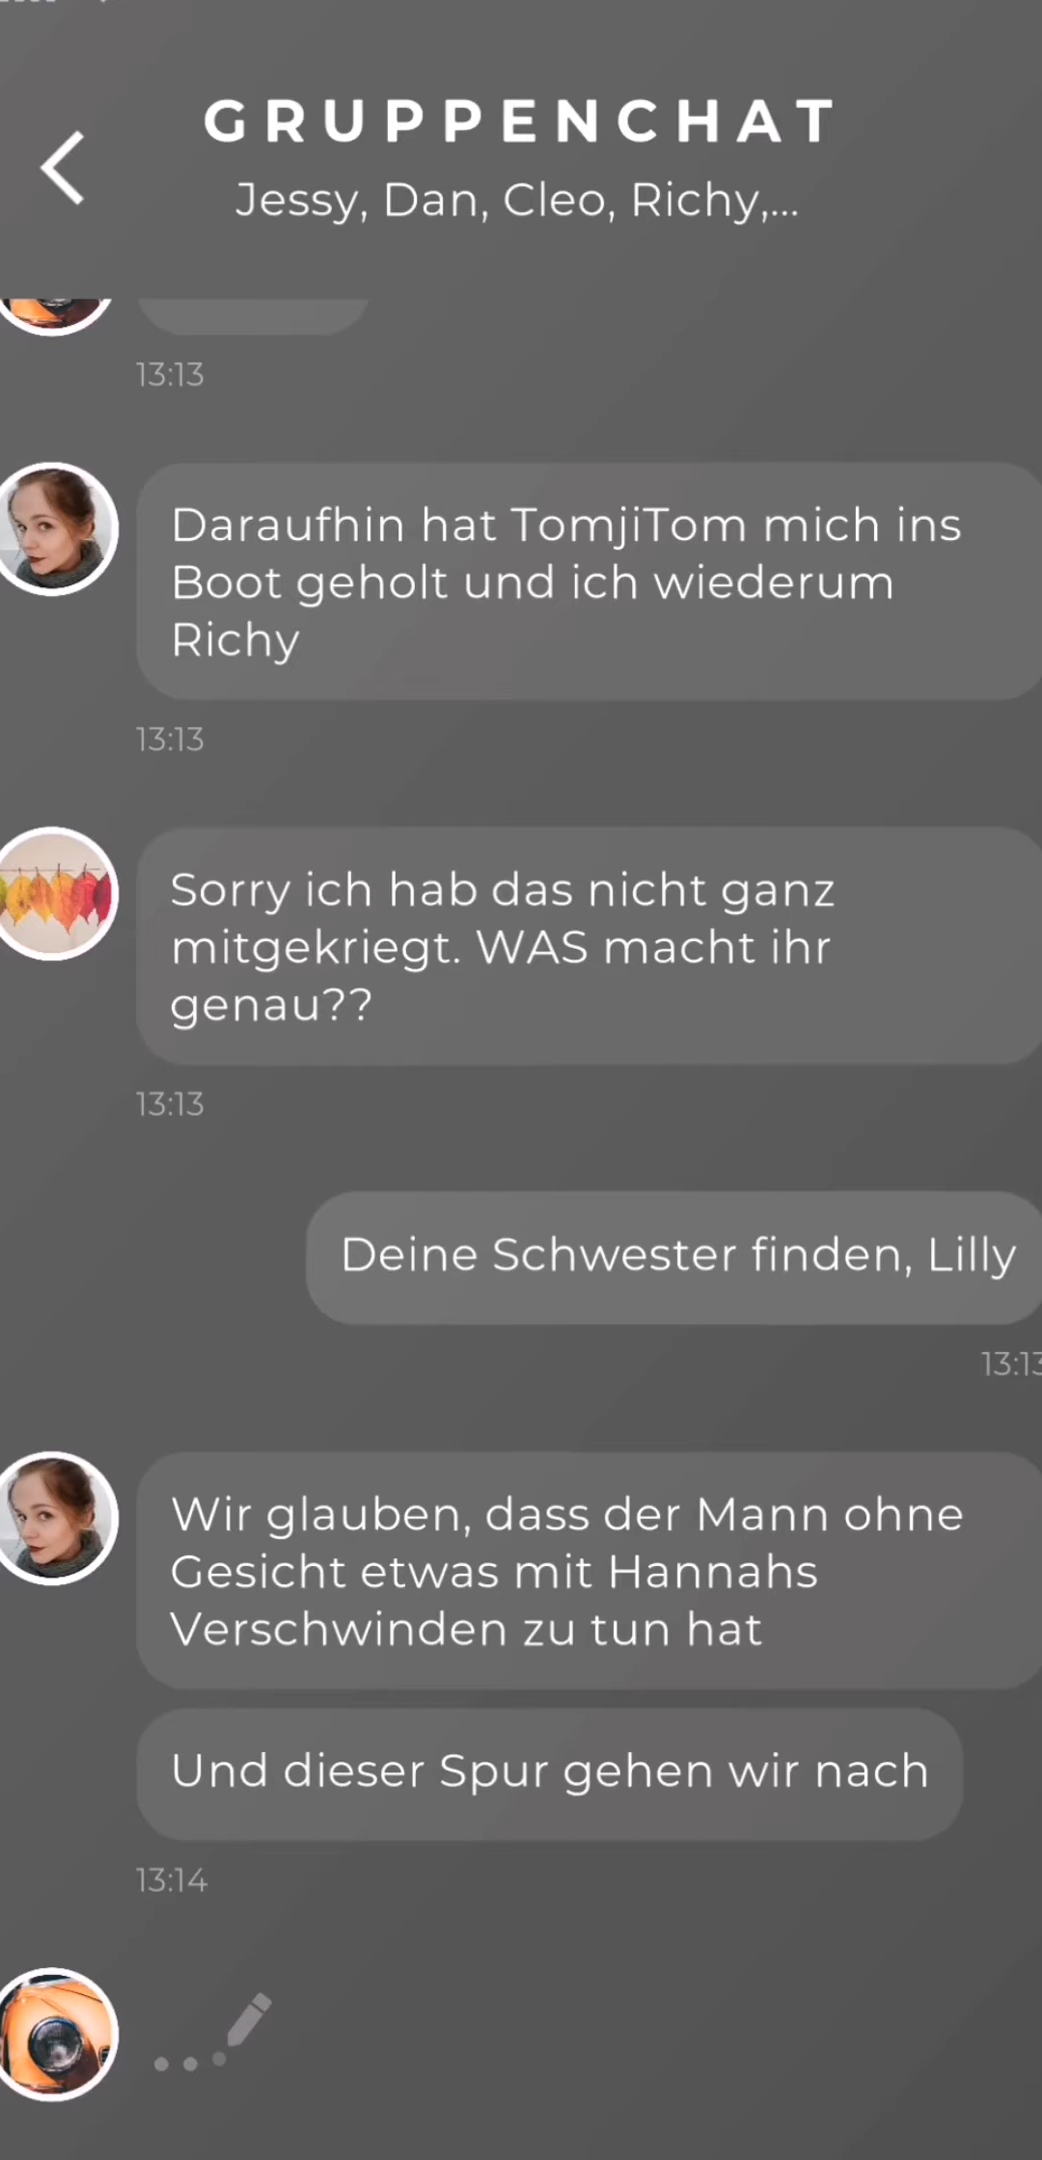 GRUPPENCHAT
Jessy, Dan, Cleo, Richy,...
13:13
Daraufhin hat TomjiTom mich ins
Boot geholt und ich wiederum
Richy
13:13
Sorry ich hab das nicht ganz
mitgekriegt. WAS macht ihr
genau??
13:13
Deine Schwester finden, Lilly
13:13
Wir glauben, dass der Mann ohne
Gesicht etwas mit Hannahs
Verschwinden zu tun hat
Und dieser Spur gehen wir nach
13:14